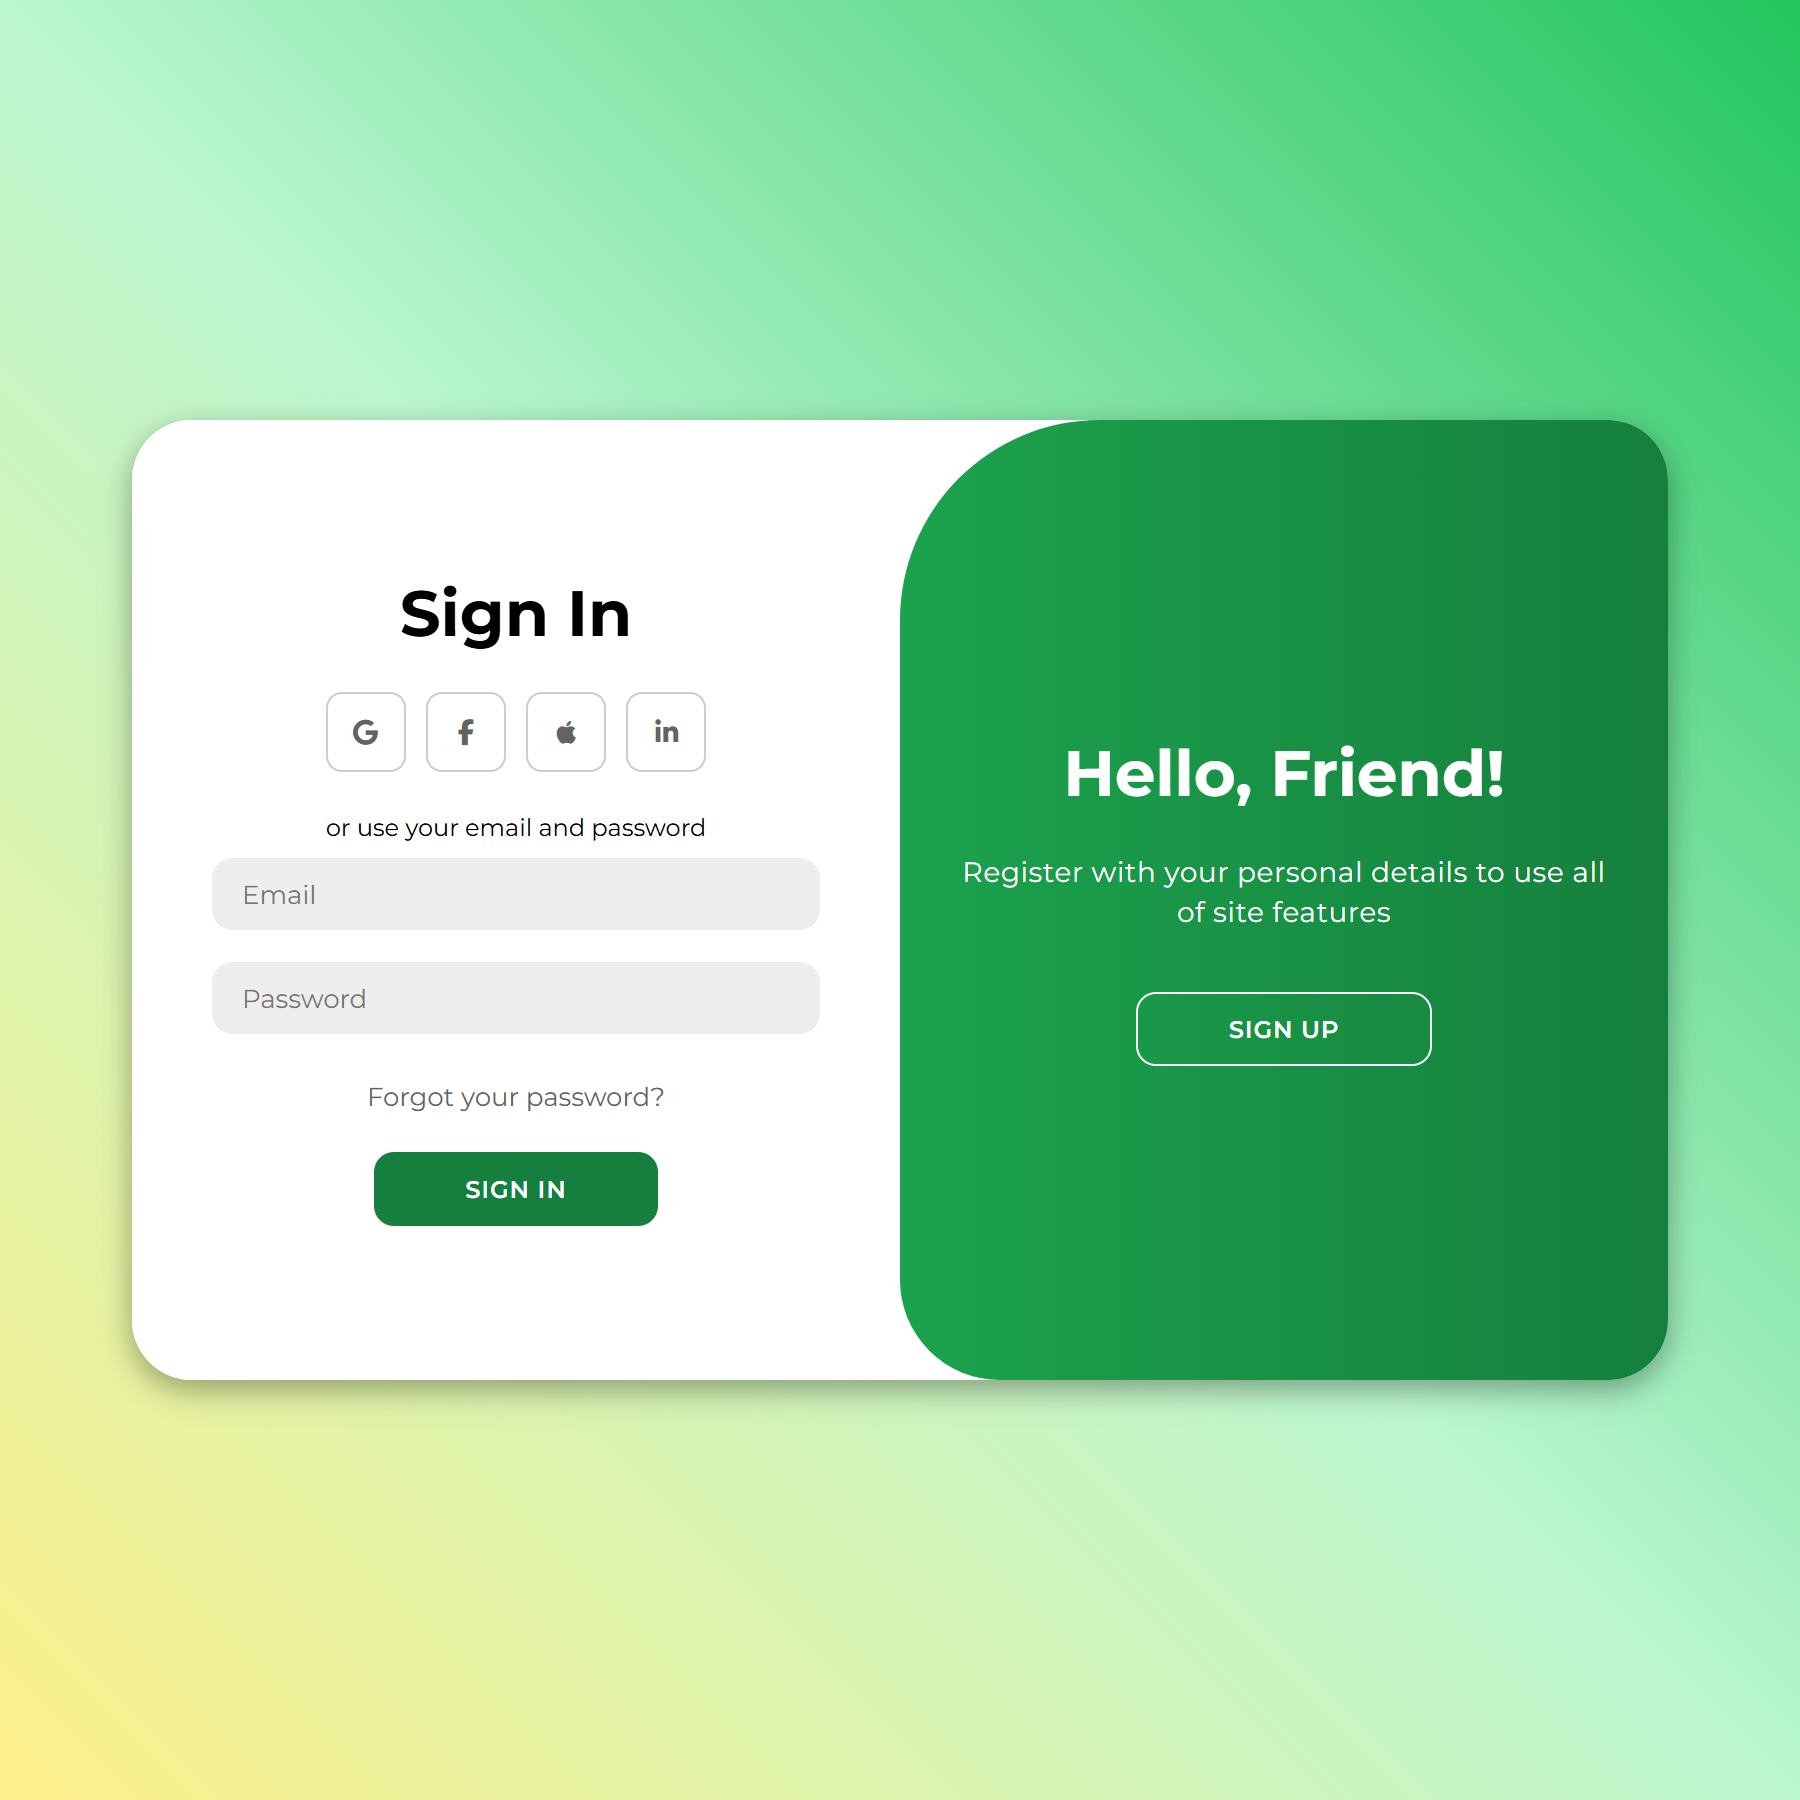 Sign In
or use your email and password
Email
Password
Forgot your password?
SIGN IN
Hello, Friend!
Register with your personal details to use all
of site features
SIGN UP